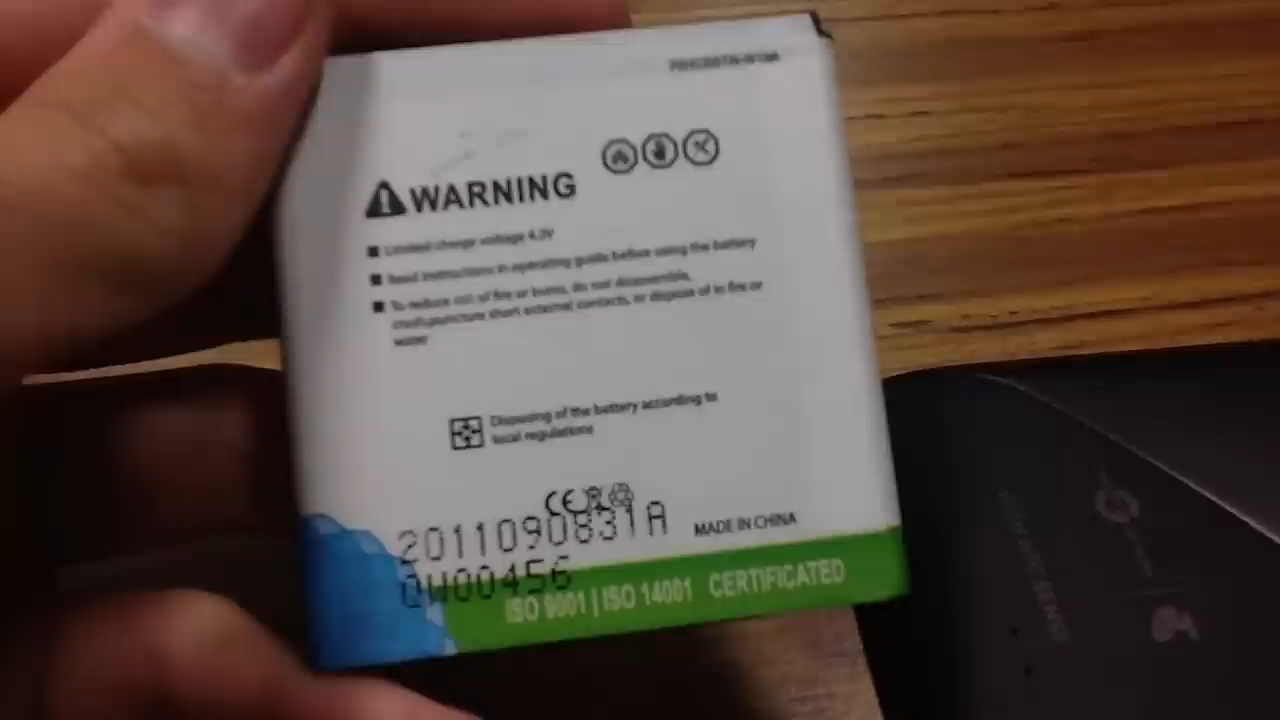 WARNING
Limited charge voltage 4.2V
Read instructions in operating guide before using the battery
To reduce risk of fire or burns, do not disassemble,
crush,puncture short external contacts, or dispose of in fire or
water
Disposing of the battery according to
local regulations
CE
2011090831A
MADE IN CHINA
QW00456
ISO 9001 | ISO 14001 CERTIFICATED